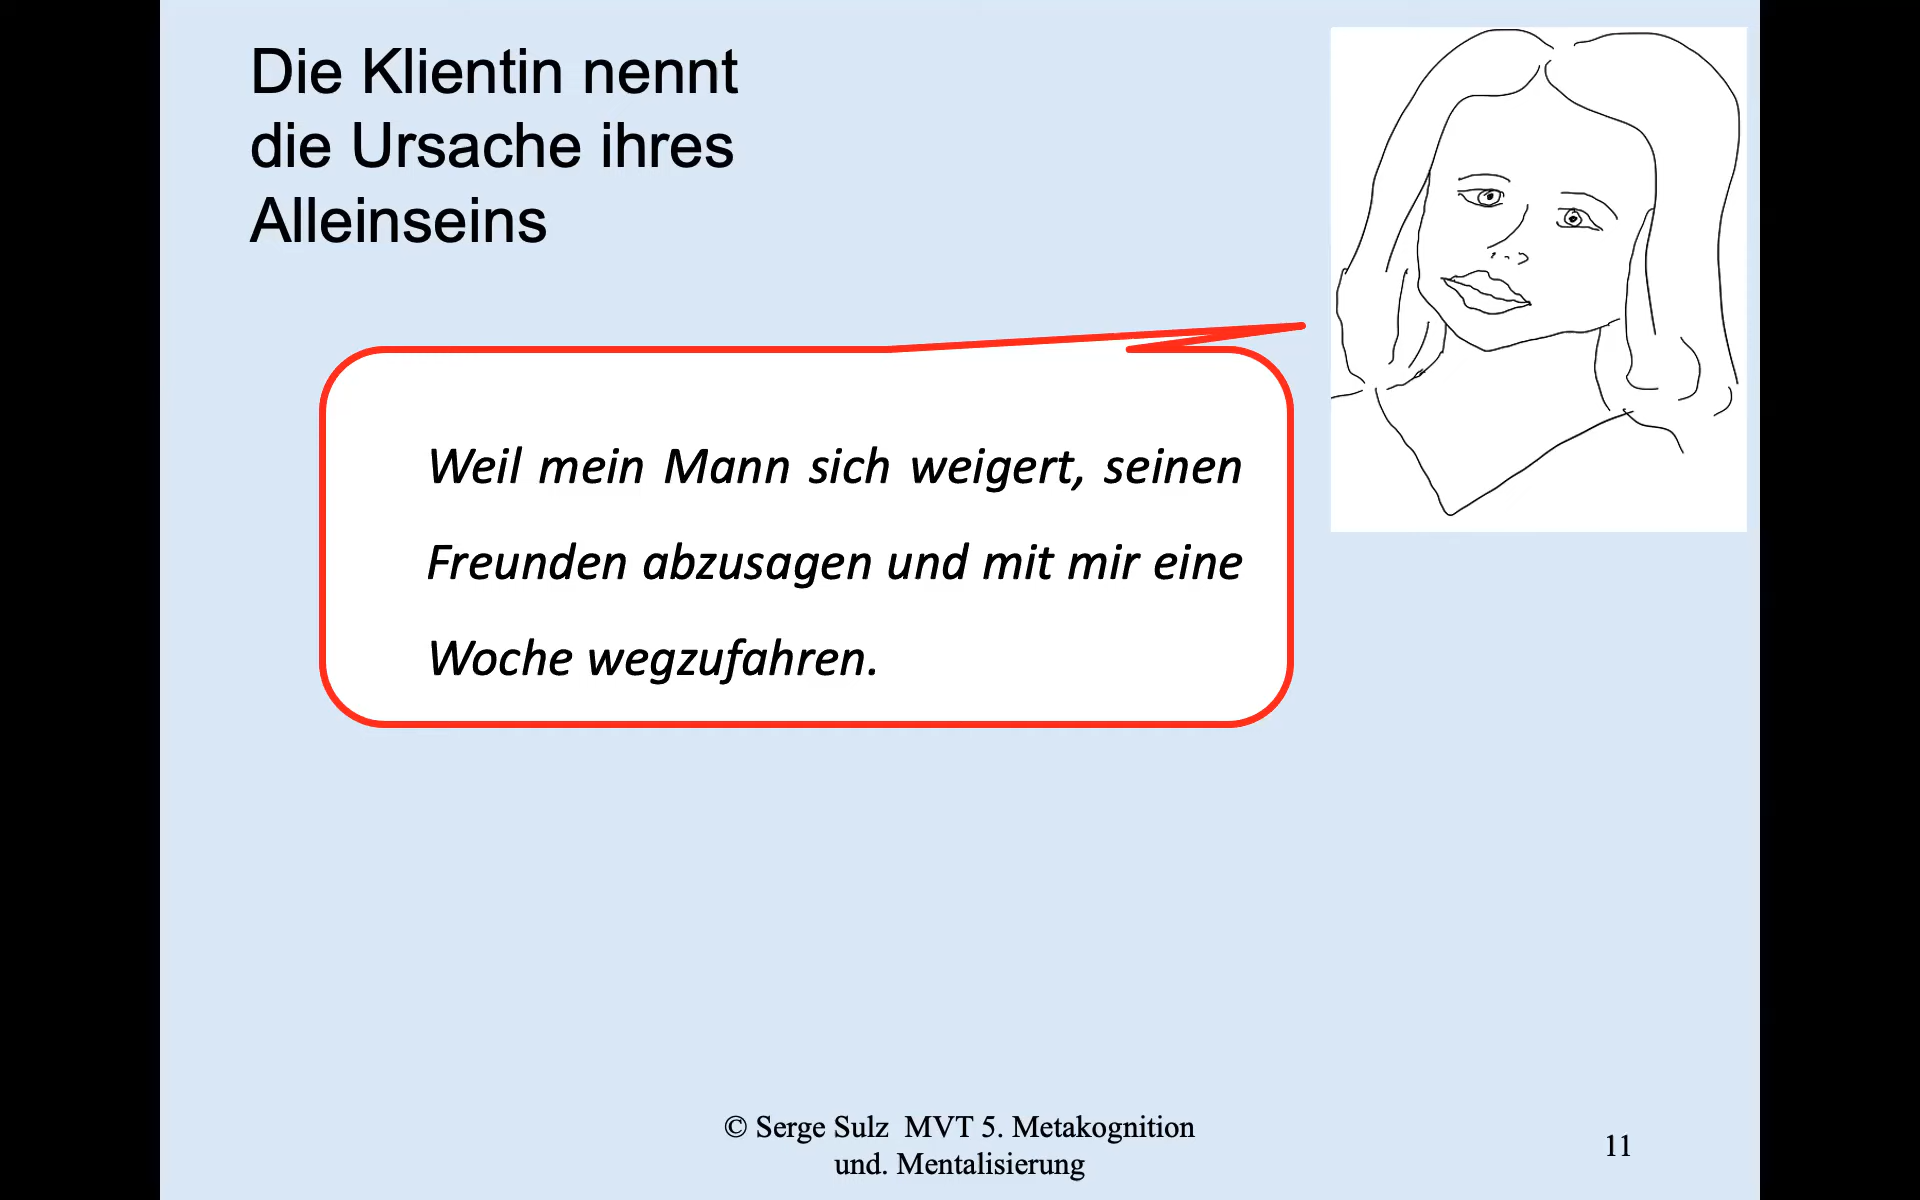 Die Klientin nennt
die Ursache ihres
Alleinseins
Weil mein Mann sich weigert, seinen
Freunden abzusagen und mit mir eine
Woche wegzufahren.
© Serge Sulz  MVT 5. Metakognition
und. Mentalisierung
11